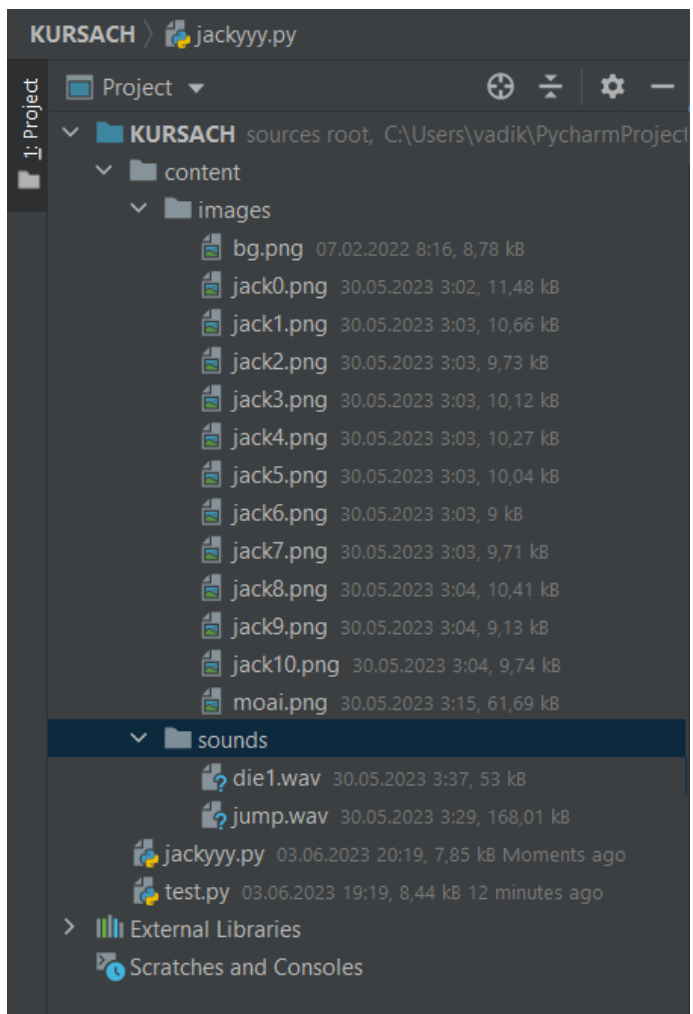 KURSACH jackyyy.py
1: Project
Project
KURSACH sources root, C:\Users\vadik\PycharmProject
content
images
bg.png 07.02.2022 8:16, 8,78 kB
jack0.png 30.05.2023 3:02, 11,48 kB
jack1.png 30.05.2023 3:03, 10,66 kB
jack2.png 30.05.2023 3:03, 9,73 kB
jack3.png 30.05.2023 3:03, 10,12 kB
jack4.png 30.05.2023 3:03, 10,27 kB
jack5.png 30.05.2023 3:03, 10,04 kB
jack6.png 30.05.2023 3:03, 9 kB
jack7.png 30.05.2023 3:03, 9,71 kB
jack8.png 30.05.2023 3:04, 10,41 kB
jack9.png 30.05.2023 3:04, 9,13 kB
jack10.png 30.05.2023 3:04, 9,74 kB
moai.png 30.05.2023 3:15, 61,69 kB
sounds
die1.wav 30.05.2023 3:37, 53 kB
jump.wav 30.05.2023 3:29, 168,01 kB
jackyyy.py 03.06.2023 20:19, 7,85 kB Moments ago
test.py 03.06.2023 19:19, 8,44 kB 12 minutes ago
External Libraries
Scratches and Consoles